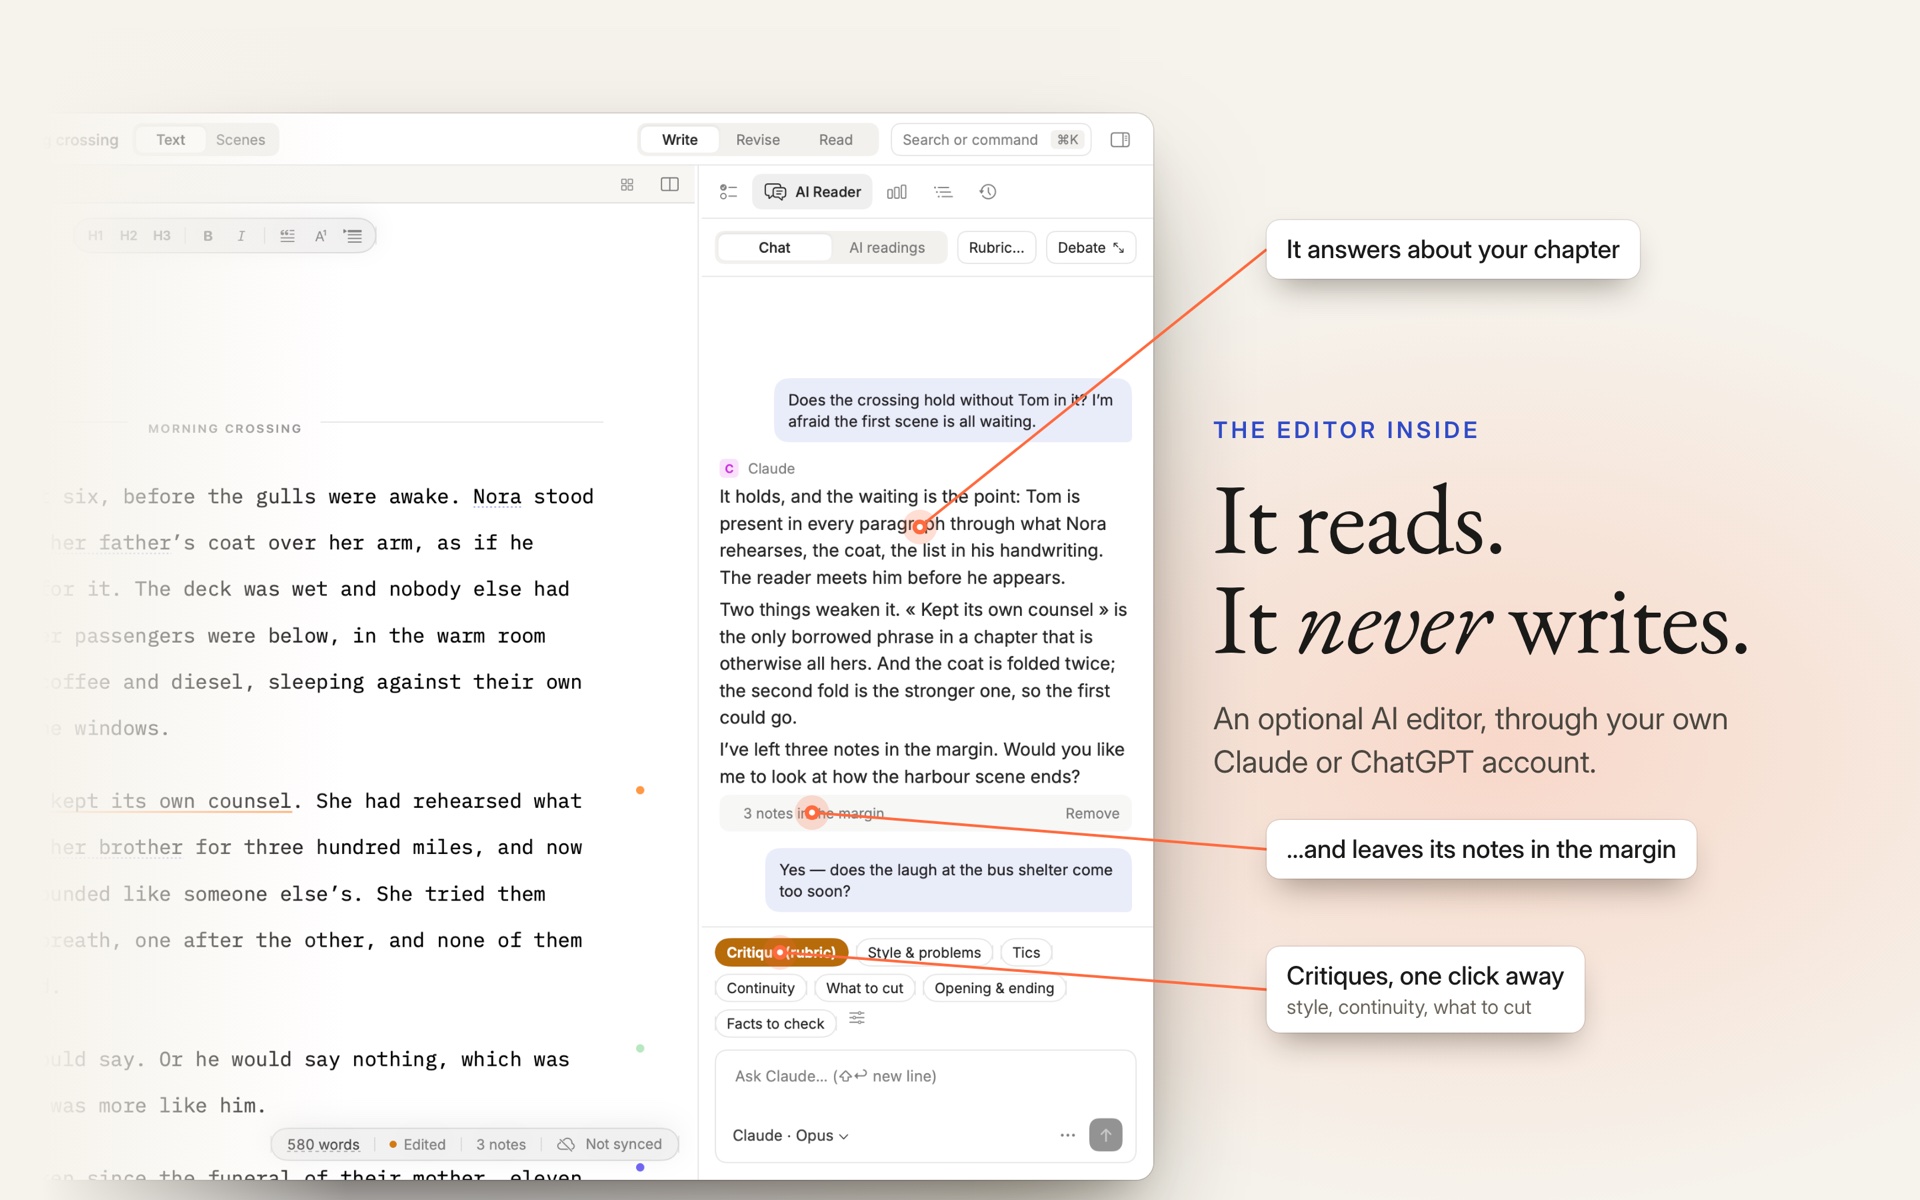 crossing
Text
Scenes
Write
Revise
Read
Search or command ⌘K
H1 H2 H3 B I
MORNING CROSSING
six, before the gulls were awake. Nora stood
her father’s coat over her arm, as if he
or it. The deck was wet and nobody else had
passengers were below, in the warm room
coffee and diesel, sleeping against their own
windows.
kept its own counsel. She had rehearsed what
her brother for three hundred miles, and now
unded like someone else’s. She tried them
breath, one after the other, and none of them
uld say. Or he would say nothing, which was
was more like him.
580 words
Edited
3 notes
Not synced
since the funeral of their mother, eleven
AI Reader
Chat
AI readings
Rubric...
Debate
Does the crossing hold without Tom in it? I’m
afraid the first scene is all waiting.
C Claude
It holds, and the waiting is the point: Tom is
present in every paragraph through what Nora
rehearses, the coat, the list in his handwriting.
The reader meets him before he appears.
Two things weaken it. « Kept its own counsel » is
the only borrowed phrase in a chapter that is
otherwise all hers. And the coat is folded twice;
the second fold is the stronger one, so the first
could go.
I’ve left three notes in the margin. Would you like
me to look at how the harbour scene ends?
3 notes in the margin
Remove
Yes — does the laugh at the bus shelter come
too soon?
Critique (rubric)
Style & problems
Tics
Continuity
What to cut
Opening & ending
Facts to check
Ask Claude... (⇧↩ new line)
Claude · Opus
It answers about your chapter
THE EDITOR INSIDE
It reads.
It never writes.
An optional AI editor, through your own
Claude or ChatGPT account.
...and leaves its notes in the margin
Critiques, one click away
style, continuity, what to cut